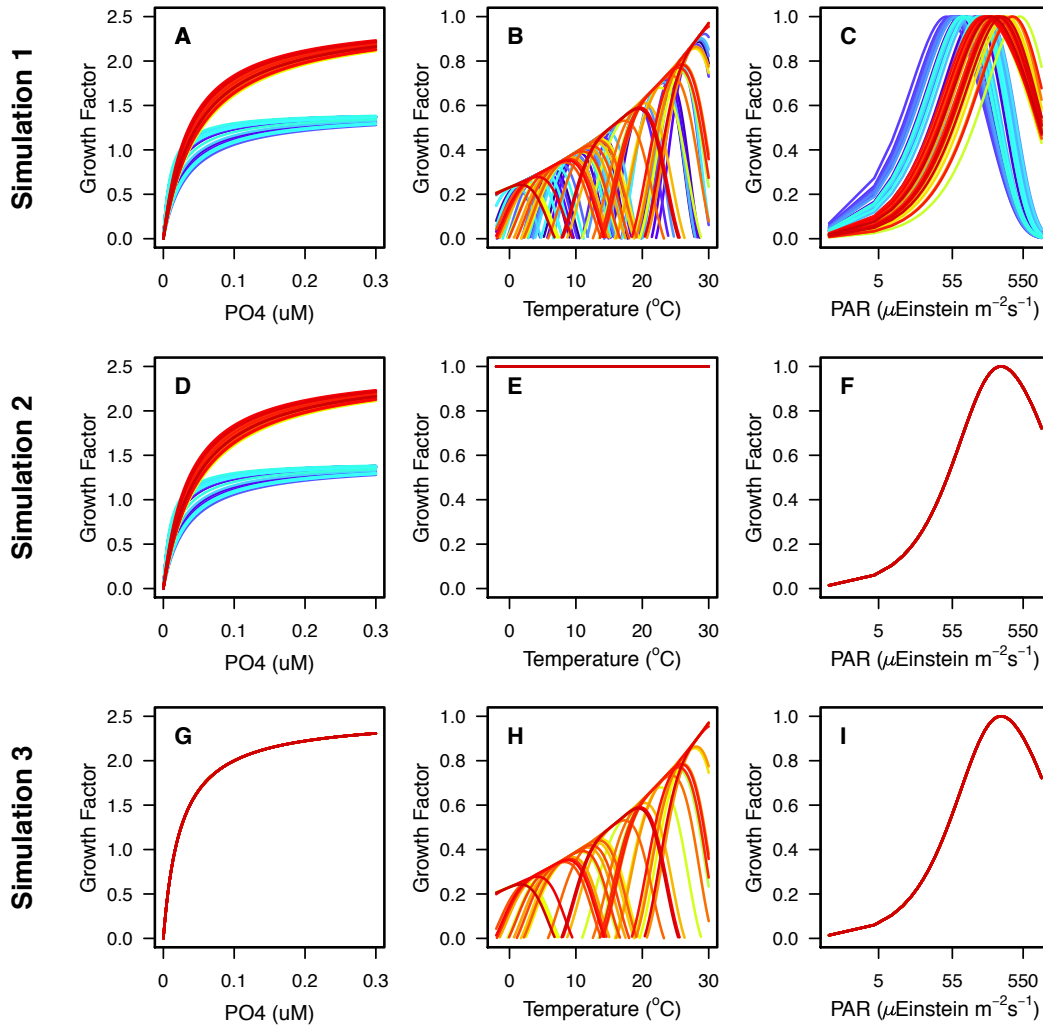 Simulation 1
A
Growth Factor
2.5
2.0
1.5
1.0
0.5
0.0
0
0.1
0.2
0.3
PO4 (uM)
B
Growth Factor
1.0
0.8
0.6
0.4
0.2
0.0
0
10
20
30
Temperature (°C)
C
Growth Factor
1.0
0.8
0.6
0.4
0.2
0.0
5
55
550
PAR (μEinstein m⁻²s⁻¹)
Simulation 2
D
Growth Factor
2.5
2.0
1.5
1.0
0.5
0.0
0
0.1
0.2
0.3
PO4 (uM)
E
Growth Factor
1.0
0.8
0.6
0.4
0.2
0.0
0
10
20
30
Temperature (°C)
F
Growth Factor
1.0
0.8
0.6
0.4
0.2
0.0
5
55
550
PAR (μEinstein m⁻²s⁻¹)
Simulation 3
G
Growth Factor
2.5
2.0
1.5
1.0
0.5
0.0
0
0.1
0.2
0.3
PO4 (uM)
H
Growth Factor
1.0
0.8
0.6
0.4
0.2
0.0
0
10
20
30
Temperature (°C)
I
Growth Factor
1.0
0.8
0.6
0.4
0.2
0.0
5
55
550
PAR (μEinstein m⁻²s⁻¹)